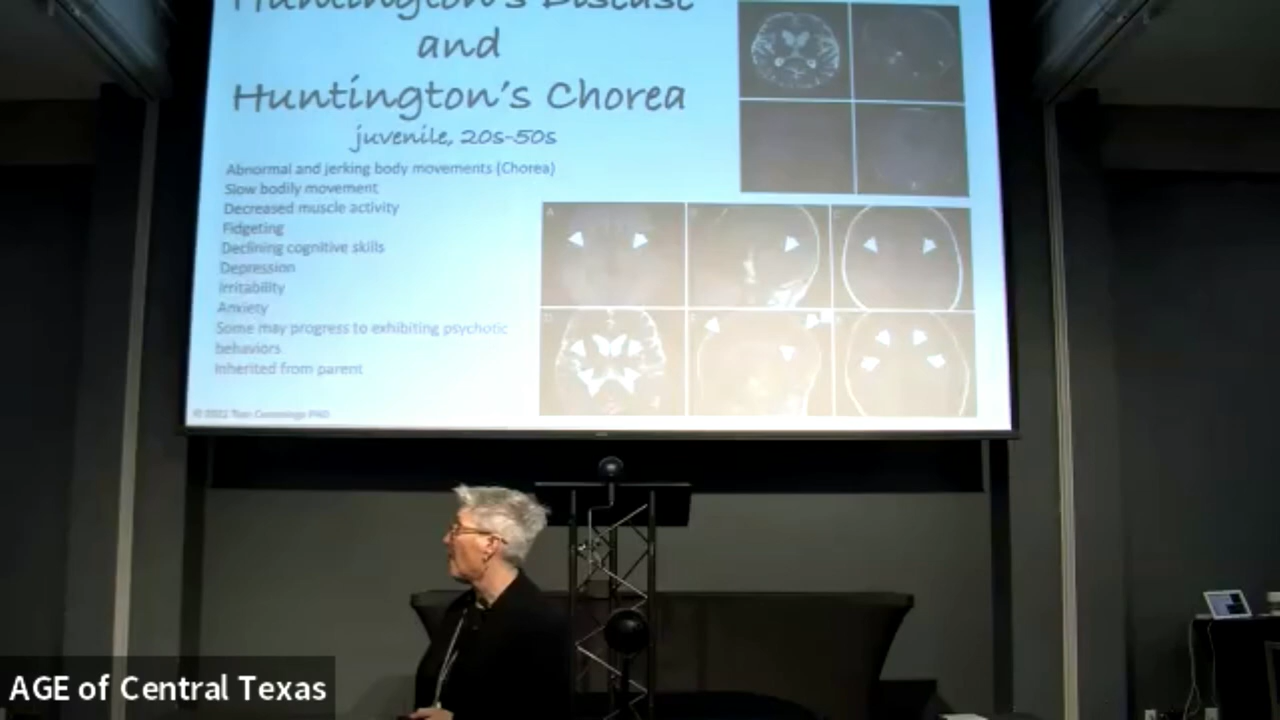 Huntington's Disease
and
Huntington's Chorea
juvenile, 20s-50s
Abnormal and jerking body movements (Chorea)
Slow bodily movement
Decreased muscle activity
Fidgeting
Declining cognitive skills
Depression
Irritability
Anxiety
Some may progress to exhibiting psychotic
behaviors
Inherited from parent
AGE of Central Texas